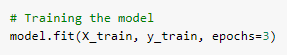 # Training the model
model.fit(X_train, y_train, epochs=3)